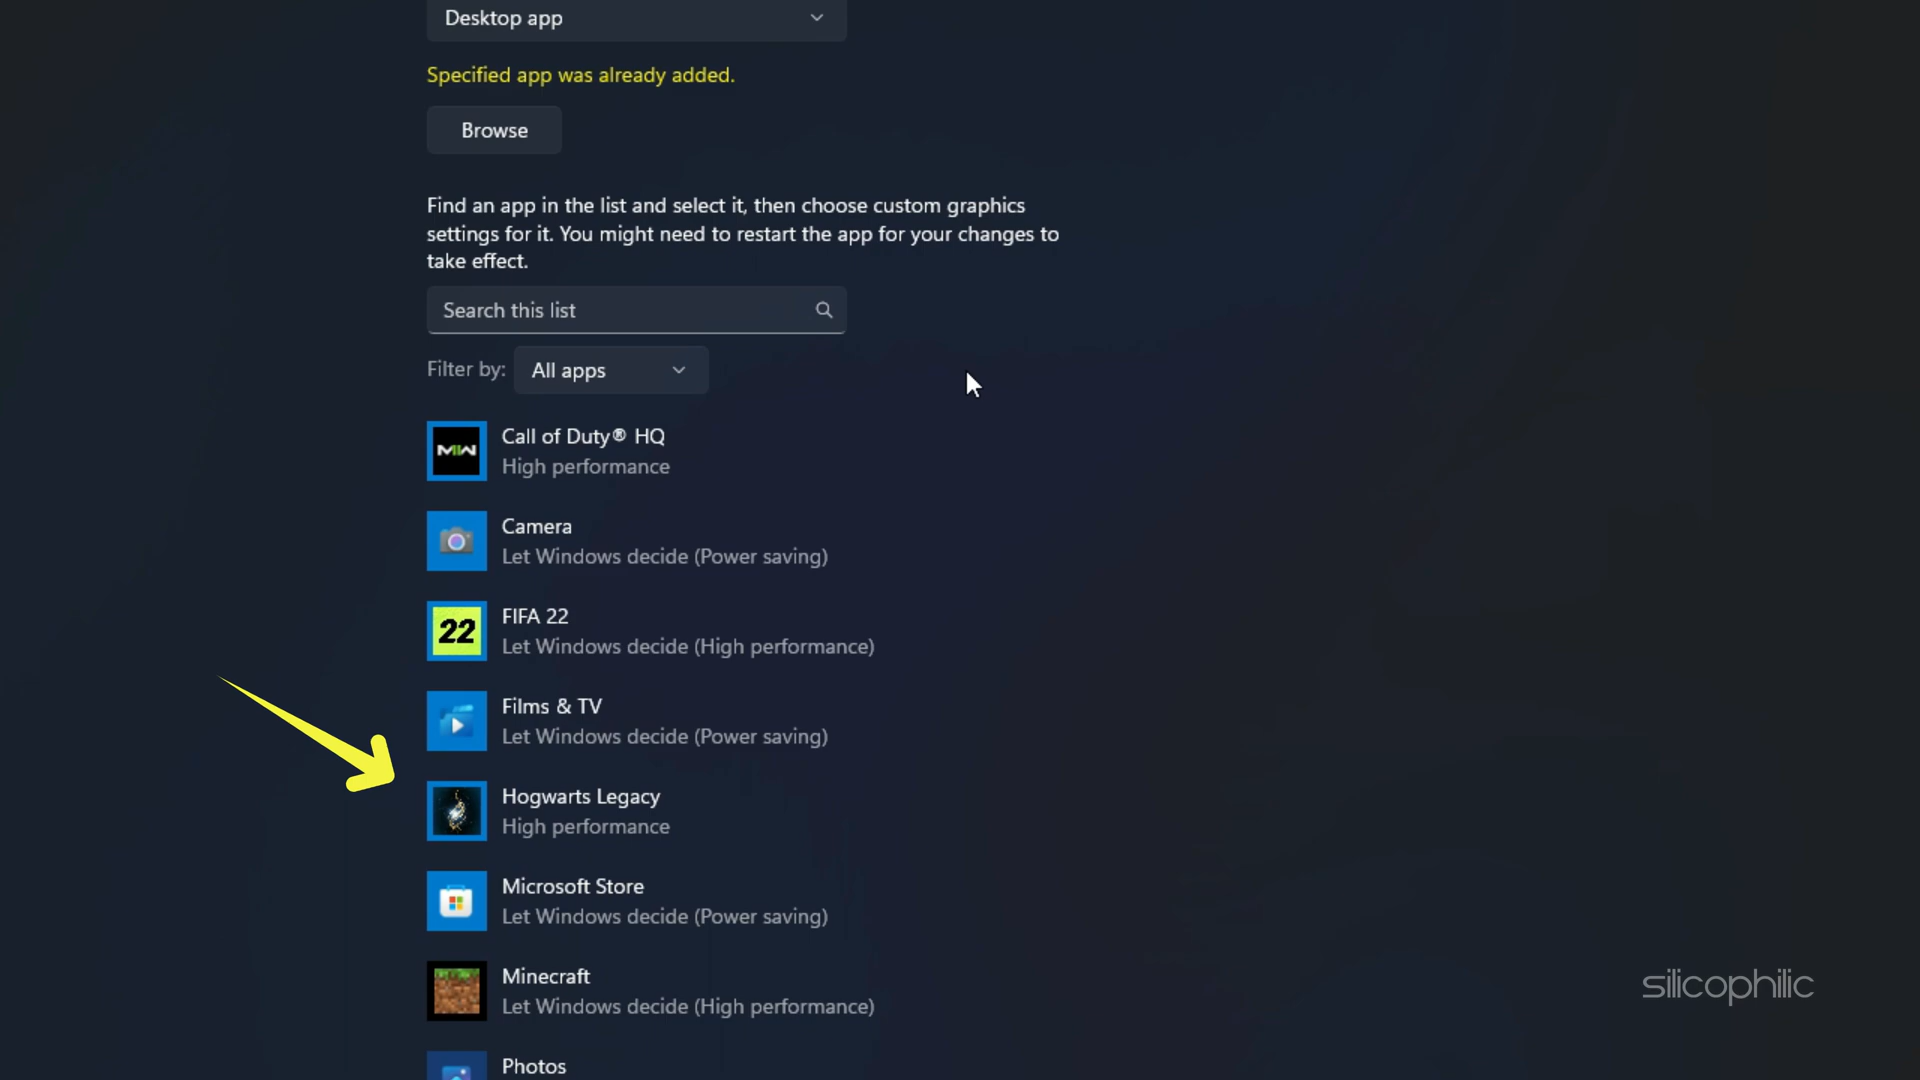 Desktop app
Specified app was already added.
Browse
Find an app in the list and select it, then choose custom graphics
settings for it. You might need to restart the app for your changes to
take effect.
Search this list
Filter by: All apps
MW
Call of Duty® HQ
High performance
Camera
Let Windows decide (Power saving)
22
FIFA 22
Let Windows decide (High performance)
Films & TV
Let Windows decide (Power saving)
Hogwarts Legacy
High performance
Microsoft Store
Let Windows decide (Power saving)
Minecraft
Let Windows decide (High performance)
Photos
silicophilic